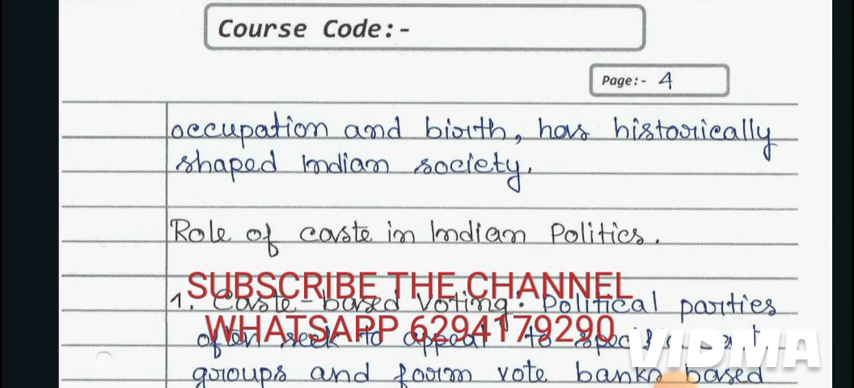 Course Code:-
Page:- 4
occupation and birth, has historically
shaped Indian society.
Role of caste in Indian Politics.
SUBSCRIBE THE CHANNEL
1. Caste-based voting: Political parties
WHATSAPP 6294179290
often seek to appeal to
VIDMA
groups and form vote banks based